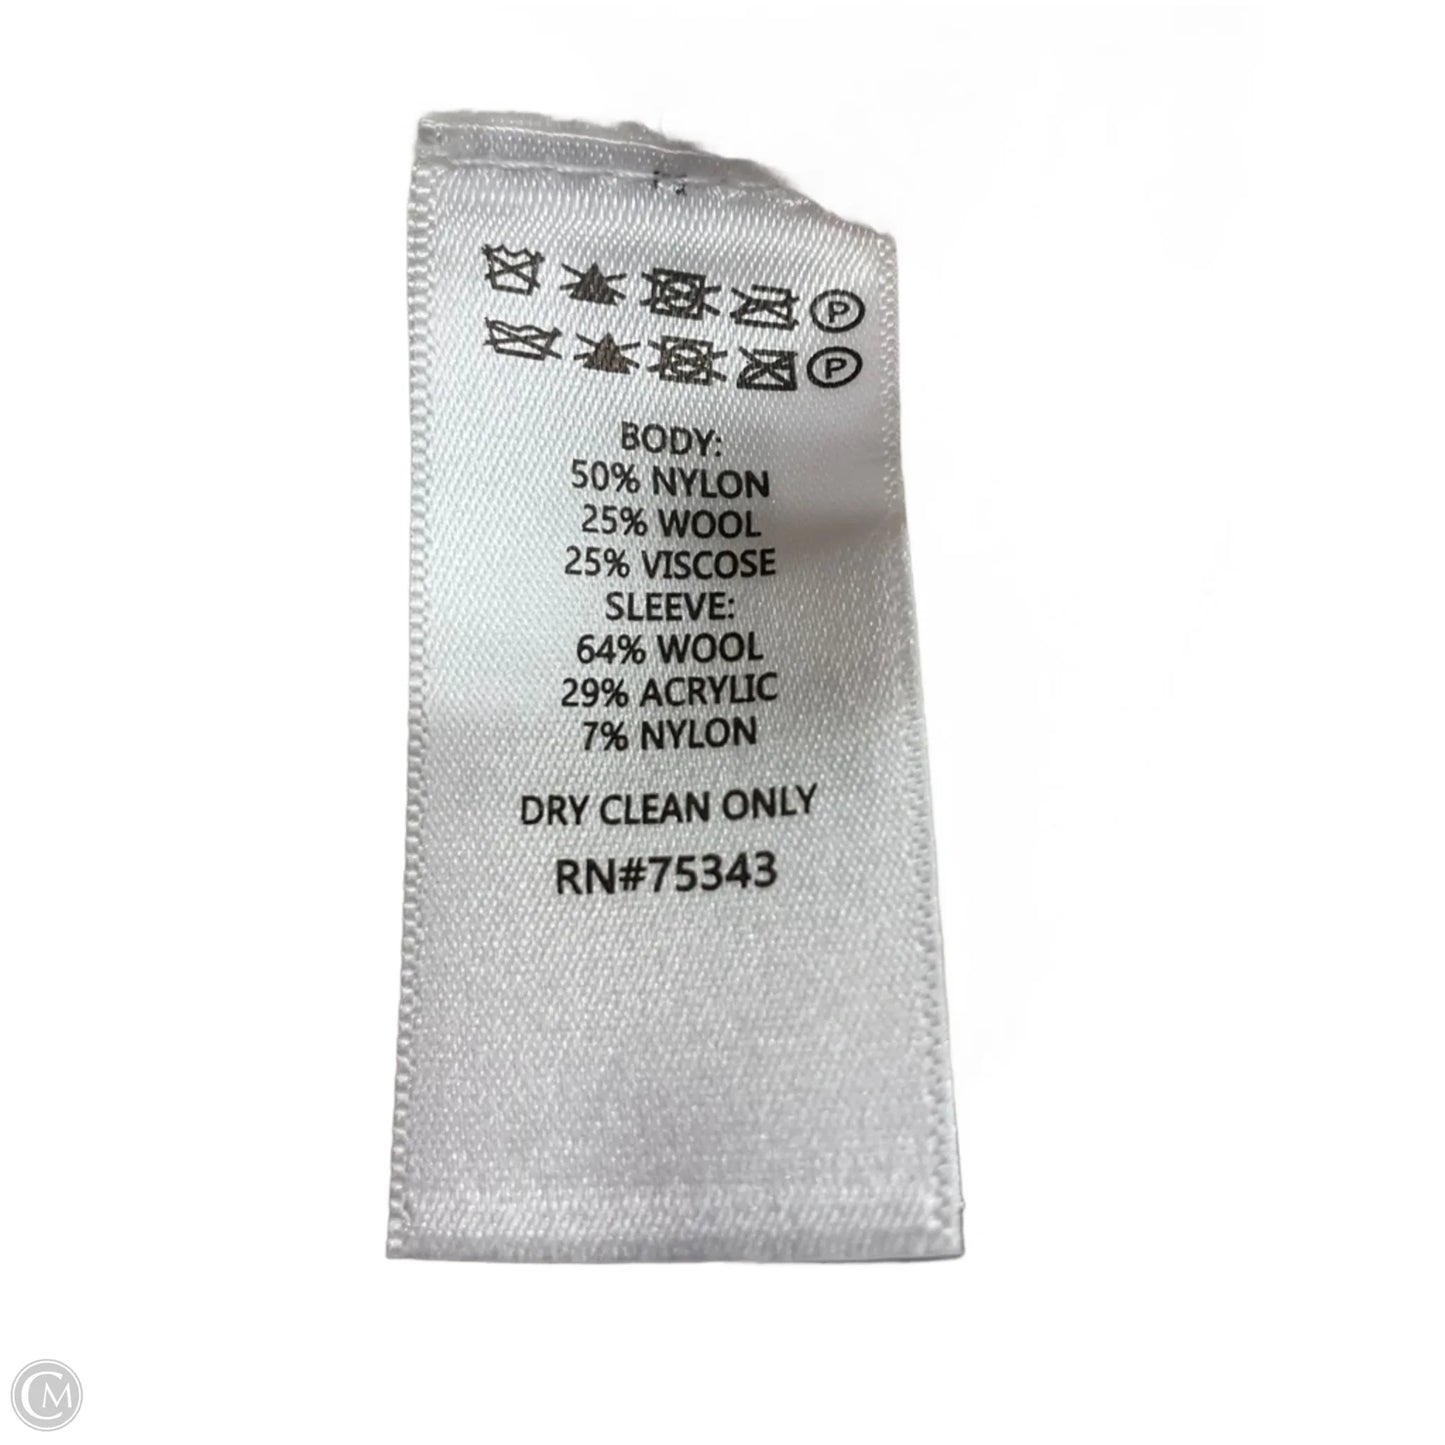 P
P
BODY:
50% NYLON
25% WOOL
25% VISCOSE
SLEEVE:
64% WOOL
29% ACRYLIC
7% NYLON
DRY CLEAN ONLY
RN#75343
CM